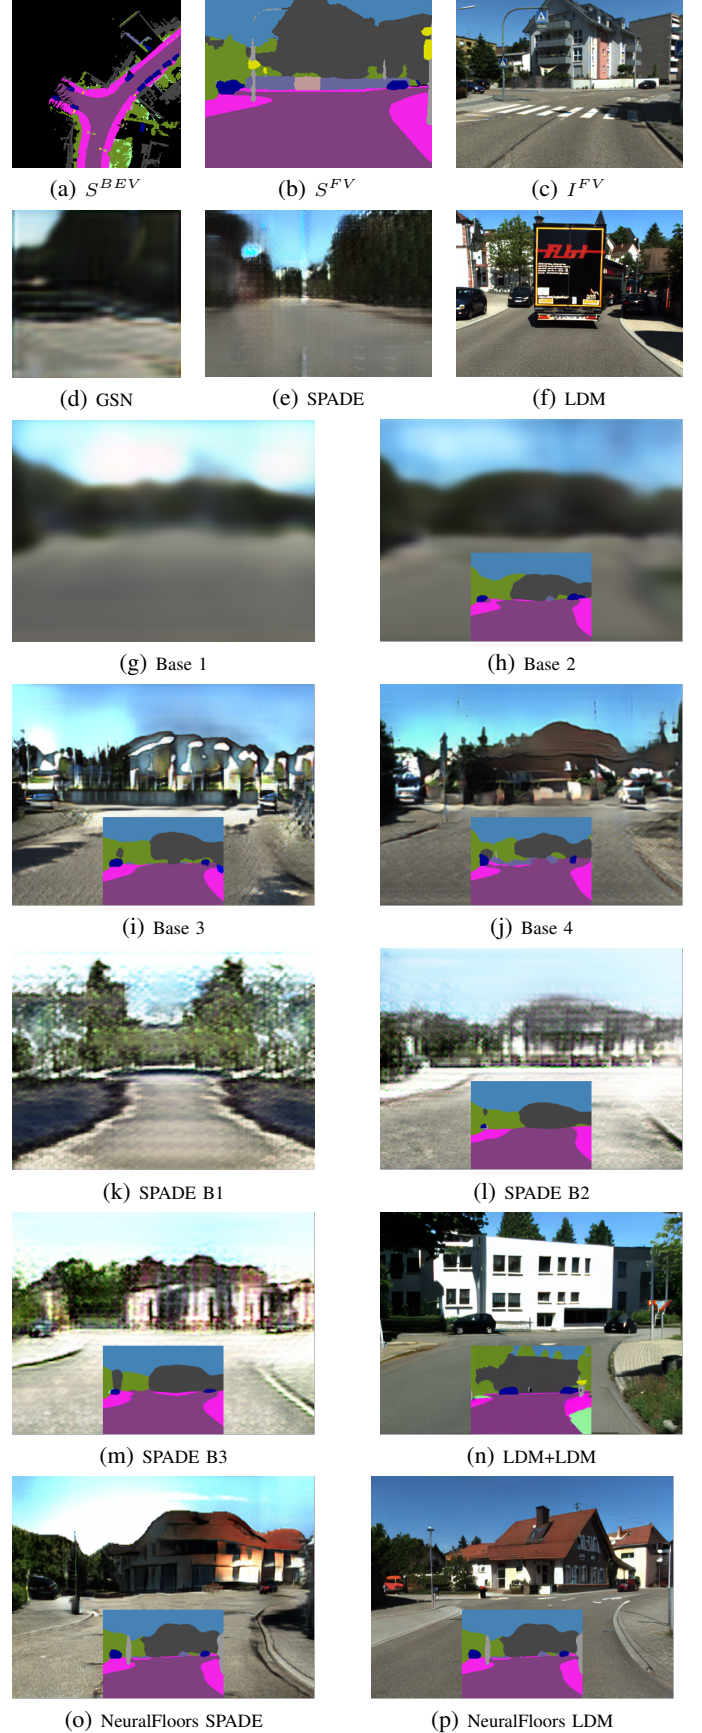 (a) S^BEV
(b) S^FV
(c) I^FV
(d) GSN
(e) SPADE
(f) LDM
(g) Base 1
(h) Base 2
(i) Base 3
(j) Base 4
(k) SPADE B1
(l) SPADE B2
(m) SPADE B3
(n) LDM+LDM
(o) NeuralFloors SPADE
(p) NeuralFloors LDM